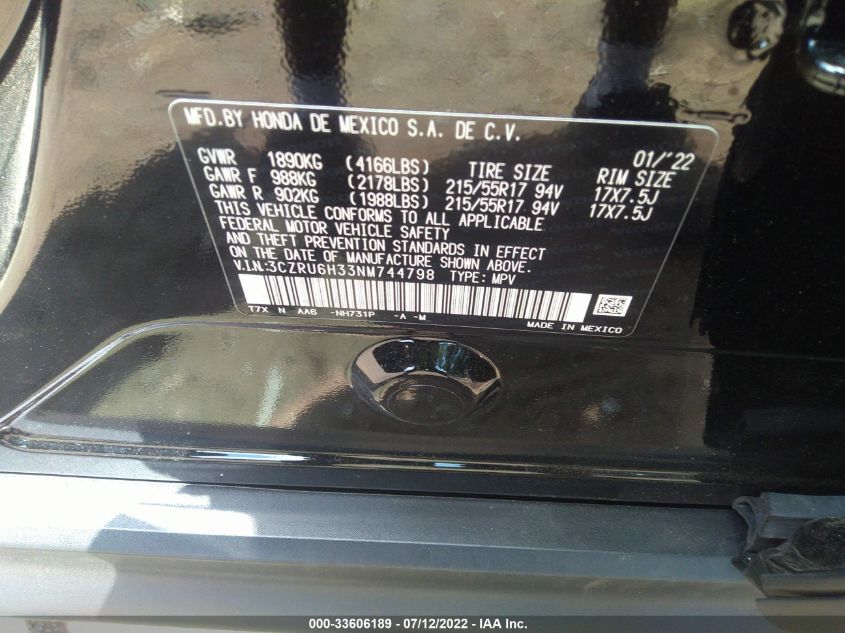 MFD.BY HONDA DE MEXICO S.A. DE C.V.
01/'22
GVWR 1890KG (4166LBS) TIRE SIZE RIM SIZE
GAWR F 988KG (2178LBS) 215/55R17 94V 17X7.5J
GAWR R 902KG (1988LBS) 215/55R17 94V 17X7.5J
THIS VEHICLE CONFORMS TO ALL APPLICABLE
FEDERAL MOTOR VEHICLE SAFETY
AND THEFT PREVENTION STANDARDS IN EFFECT
ON THE DATE OF MANUFACTURE SHOWN ABOVE.
V.I.N:3CZRU6H33NM744798 TYPE: MPV
T7X N AA6 -NH731P -A -M
MADE IN MEXICO
000-33606189 - 07/12/2022 - IAA Inc.